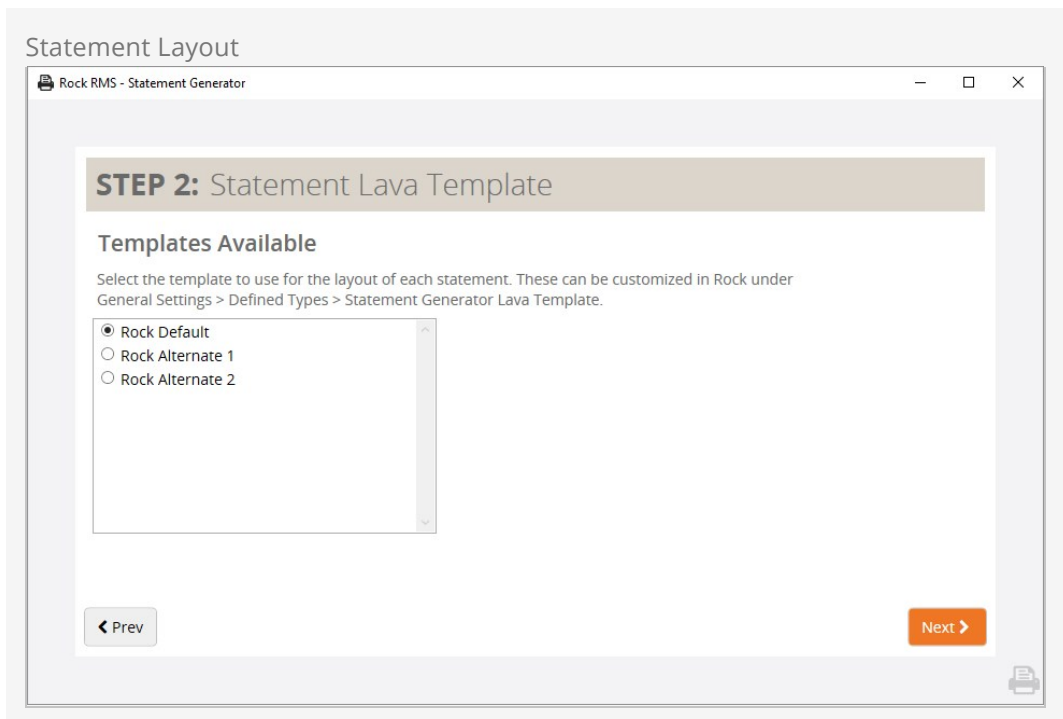 Statement Layout
Rock RMS - Statement Generator
STEP 2: Statement Lava Template
Templates Available
Select the template to use for the layout of each statement. These can be customized in Rock under
General Settings > Defined Types > Statement Generator Lava Template.
Rock Default
Rock Alternate 1
Rock Alternate 2
Prev
Next